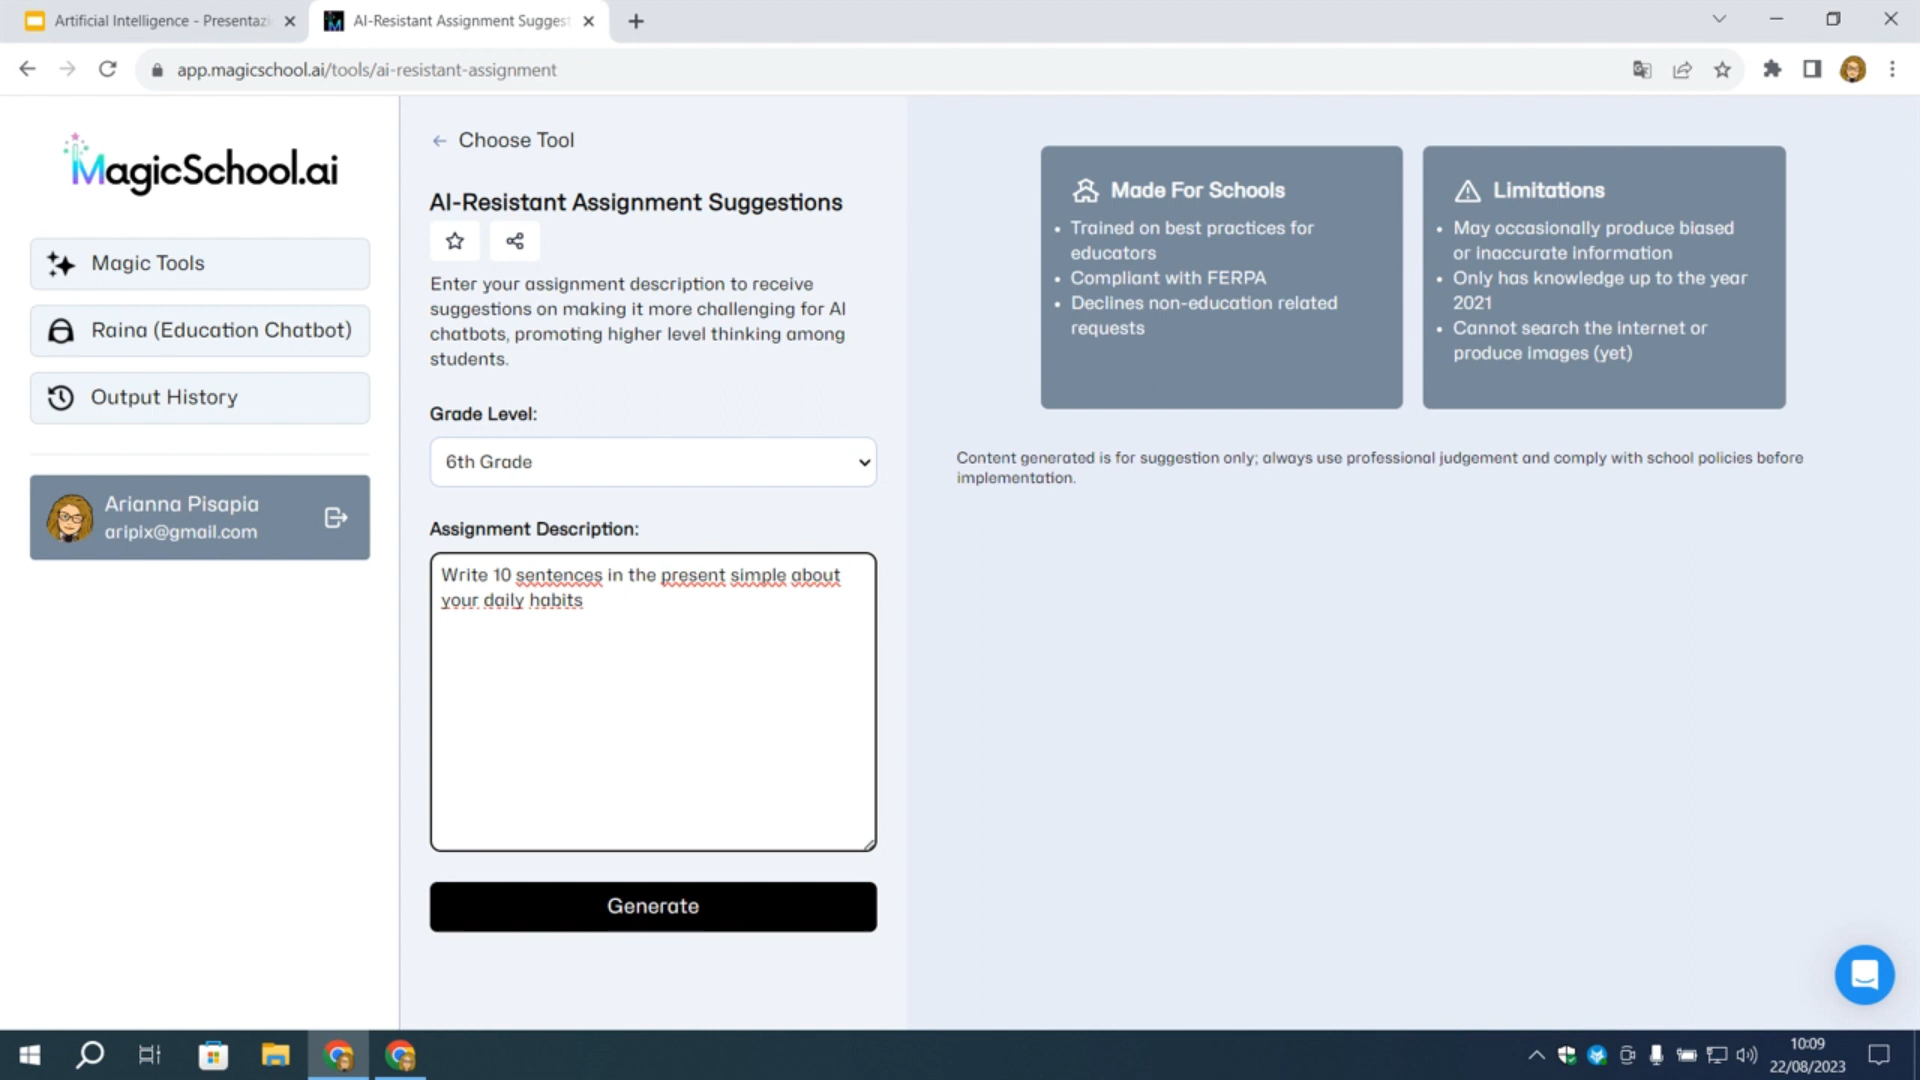 Artificial Intelligence - Presentazi
AI-Resistant Assignment Suggest
app.magicschool.ai/tools/ai-resistant-assignment
MagicSchool.ai
Magic Tools
Raina (Education Chatbot)
Output History
Arianna Pisapia
aripix@gmail.com
Choose Tool
AI-Resistant Assignment Suggestions
Enter your assignment description to receive
suggestions on making it more challenging for AI
chatbots, promoting higher level thinking among
students.
Grade Level:
6th Grade
Assignment Description:
Write 10 sentences in the present simple about
your daily habits
Generate
Made For Schools
• Trained on best practices for
educators
• Compliant with FERPA
• Declines non-education related
requests
Limitations
• May occasionally produce biased
or inaccurate information
• Only has knowledge up to the year
2021
• Cannot search the internet or
produce images (yet)
Content generated is for suggestion only; always use professional judgement and comply with school policies before
implementation.
10:09
22/08/2023